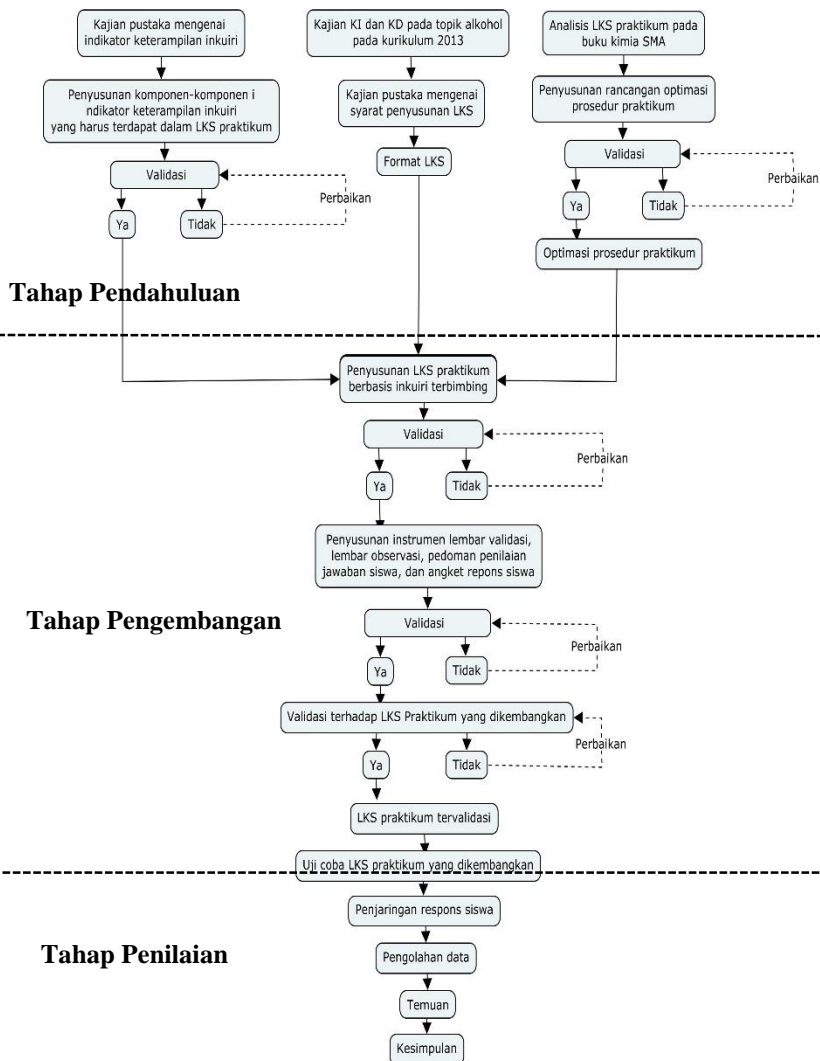 Kajian pustaka mengenai
indikator keterampilan inkuiri
Penyusunan komponen-komponen i
ndikator keterampilan inkuiri
yang harus terdapat dalam LKS praktikum
Validasi
Perbaikan
Ya
Tidak
Kajian KI dan KD pada topik alkohol
pada kurikulum 2013
Kajian pustaka mengenai
syarat penyusunan LKS
Format LKS
Analisis LKS praktikum pada
buku kimia SMA
Penyusunan rancangan optimasi
prosedur praktikum
Validasi
Perbaikan
Ya
Tidak
Optimasi prosedur praktikum
Tahap Pendahuluan
Penyusunan LKS praktikum
berbasis inkuiri terbimbing
Validasi
Perbaikan
Ya
Tidak
Penyusunan instrumen lembar validasi,
lembar observasi, pedoman penilaian
jawaban siswa, dan angket repons siswa
Tahap Pengembangan
Validasi
Perbaikan
Ya
Tidak
Validasi terhadap LKS Praktikum yang dikembangkan
Perbaikan
Ya
Tidak
LKS praktikum tervalidasi
Uji coba LKS praktikum yang dikembangkan
Penjaringan respons siswa
Tahap Penilaian
Pengolahan data
Temuan
Kesimpulan